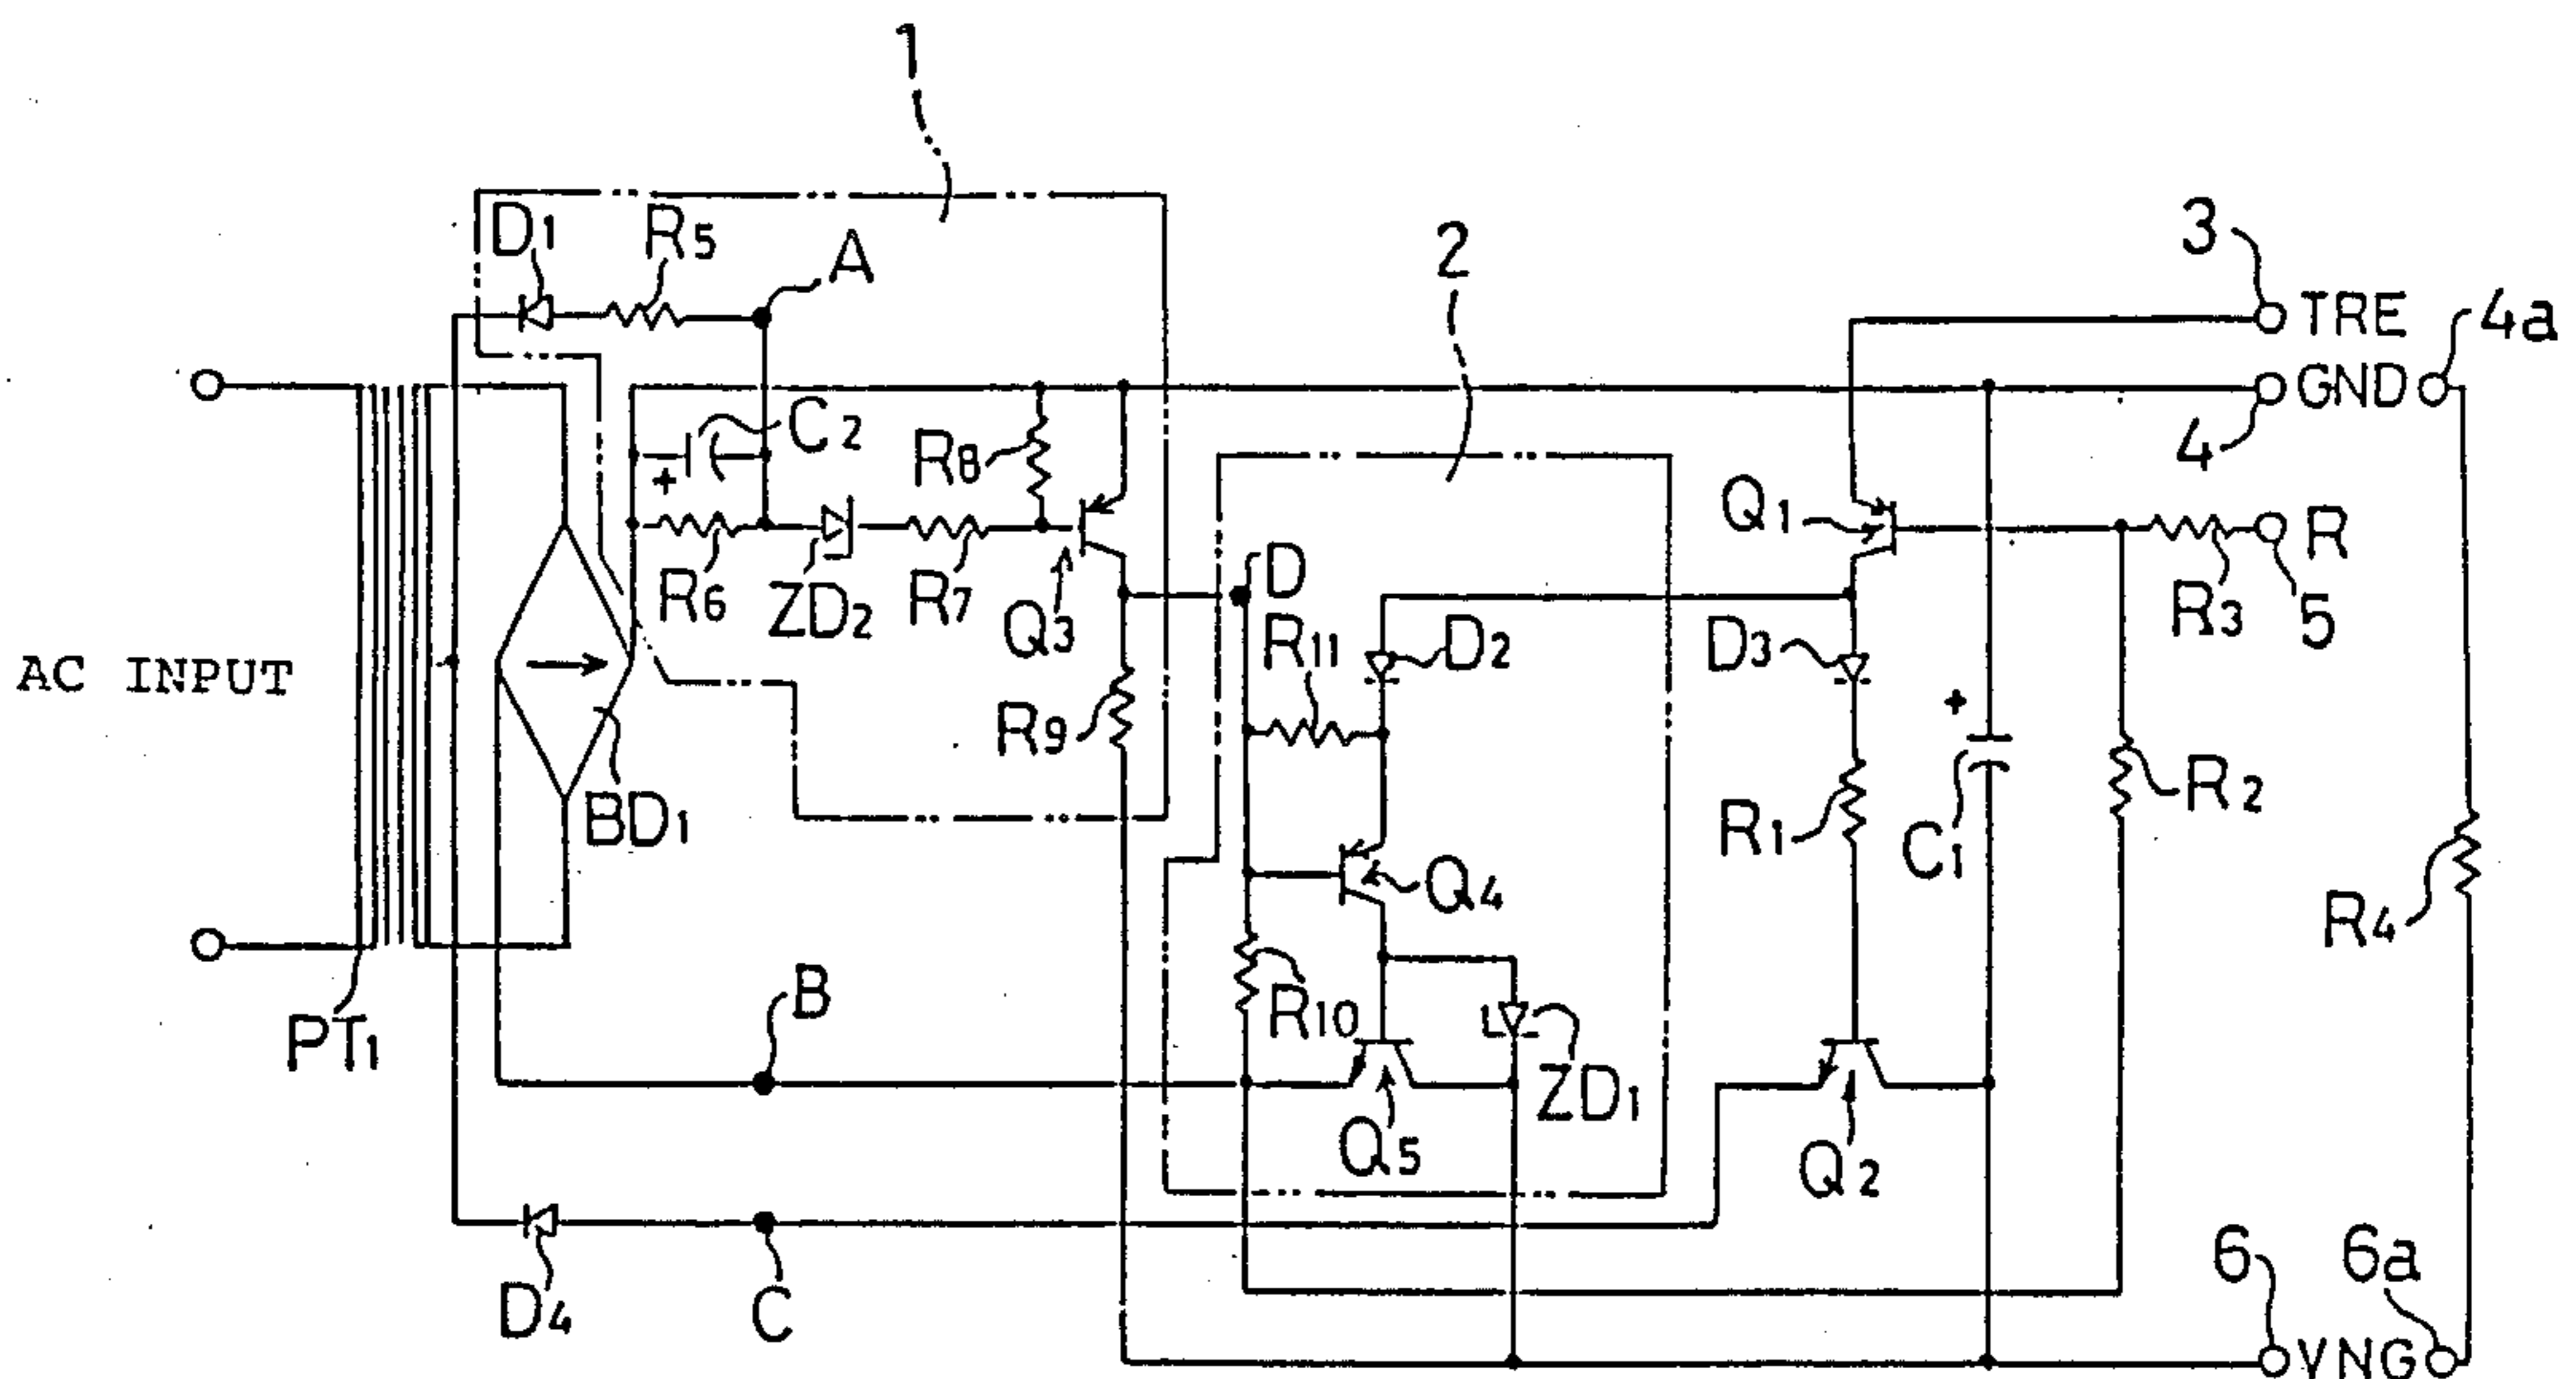 1
D1
R5
A
2
3
TRE
4a
GND
4
C2
+
R8
Q1
R
R6
ZD2
R7
Q3
D
R11
D2
D3
R3
5
AC INPUT
R9
+
BD1
R1
C1
R2
Q4
R4
B
R10
PT1
ZD1
Q5
Q2
D4
C
6
6a
VNG